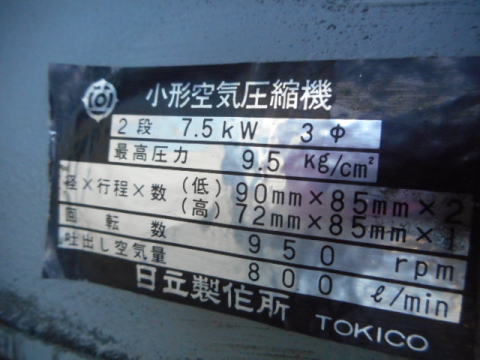 小形空気圧縮機
2段 7.5kW 3Φ
最高圧力 9.5 Kg/cm²
径×行程×数 (低) 90mm×85mm×2
(高) 72mm×85mm×1
回転数 950 rpm
吐出し空気量 800 ℓ/min
日立製作所 TOKICO